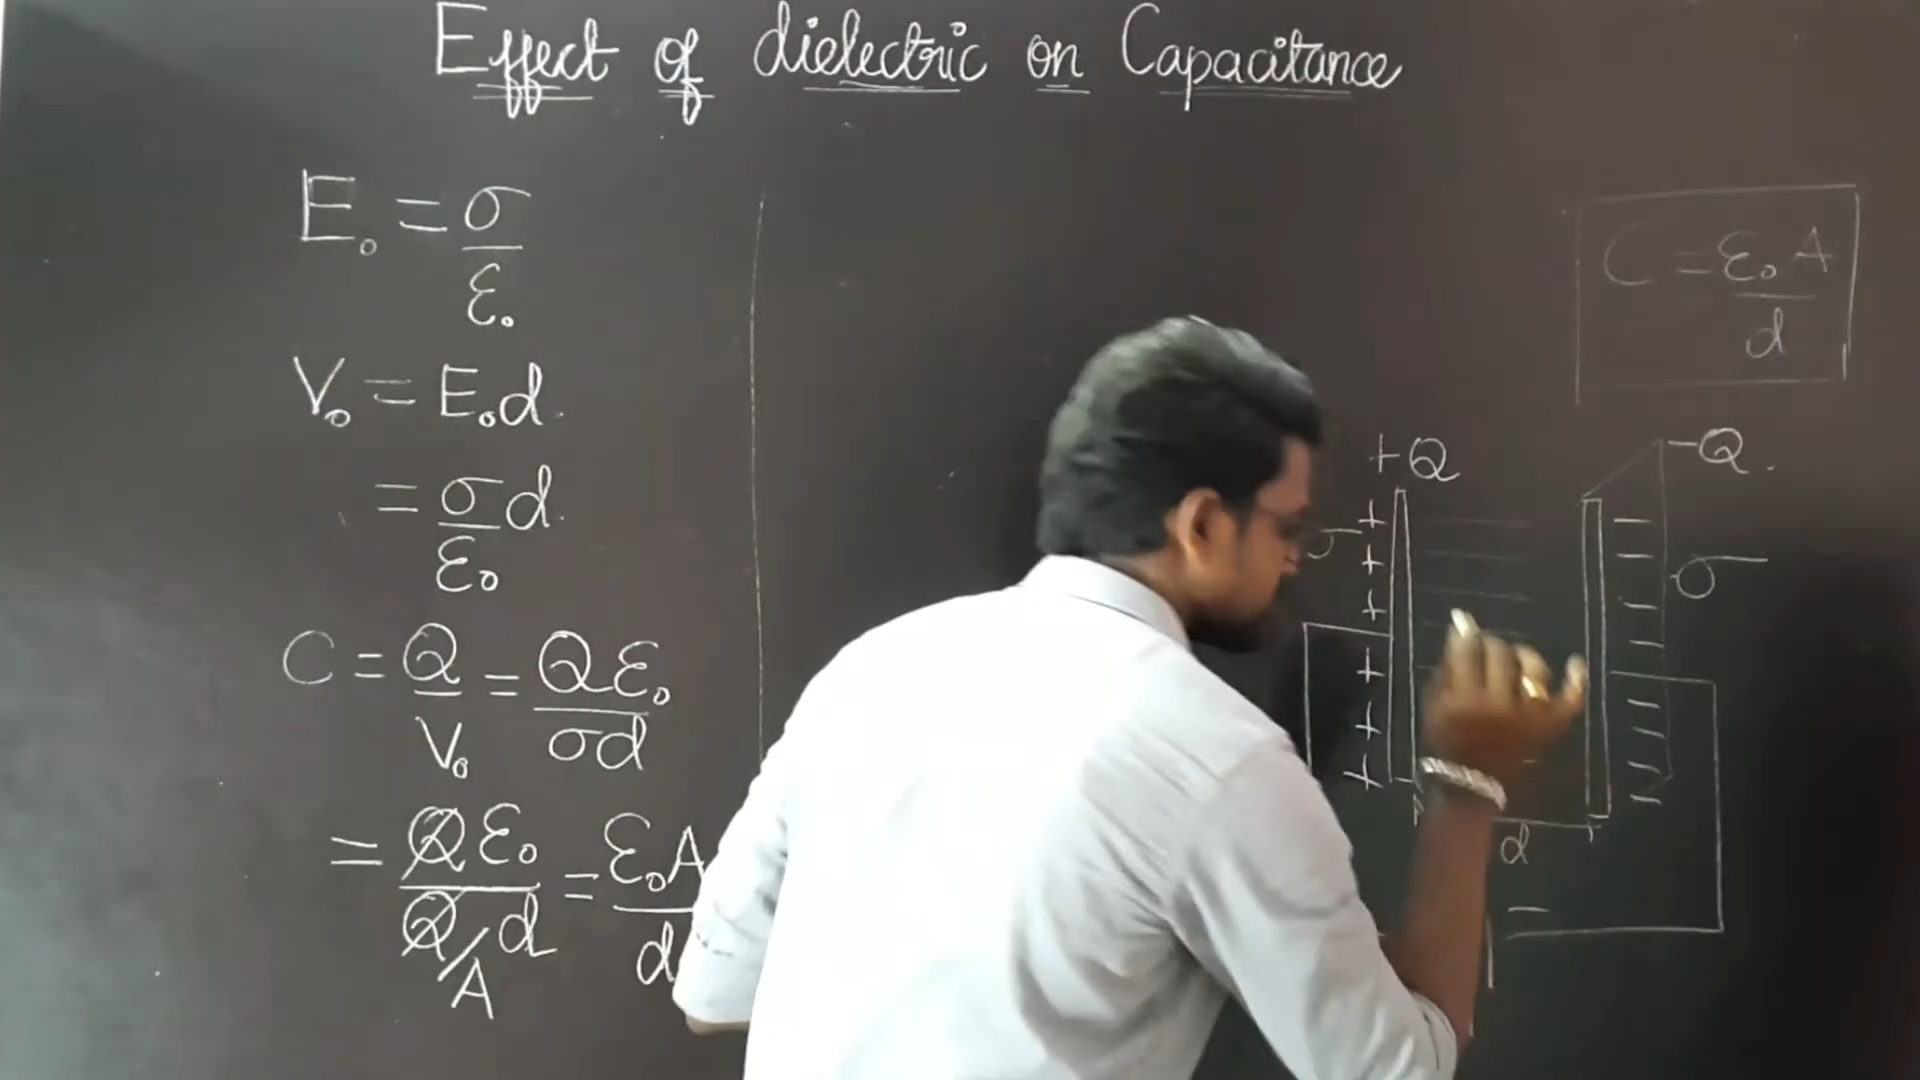 Effect of dielectric on Capacitance
E₀ = σ/ε₀
V₀ = E₀d.
= σ/ε₀ d.
C = Q/V₀ = Qε₀/σd
= Qε₀/(Q/A d) = ε₀A/d
C = ε₀A/d
+Q
-Q.
σ
+
+
+
+
+
+
σ
d